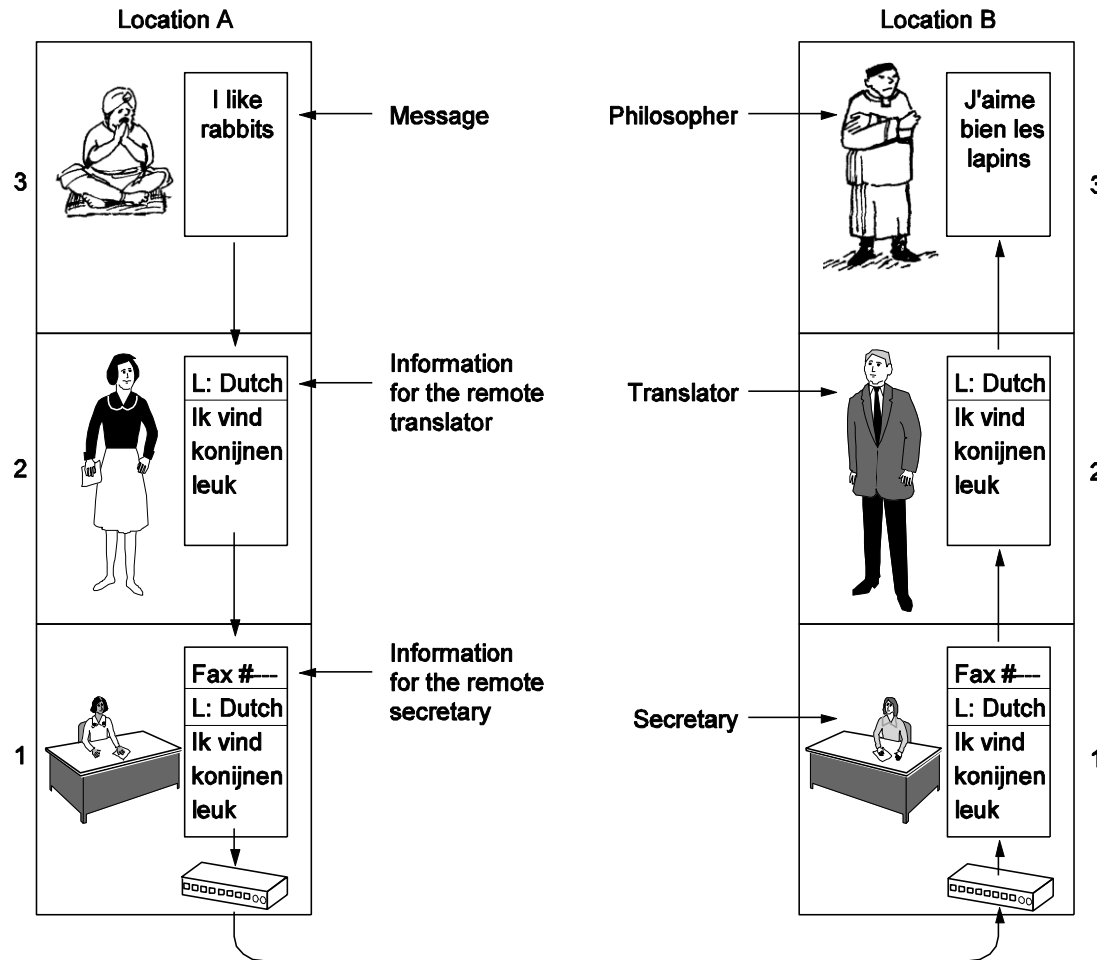 Location A
Location B
I like
rabbits
Message
Philosopher
J'aime
bien les
lapins
3
3
L: Dutch
Ik vind
konijnen
leuk
Information
for the remote
translator
Translator
L: Dutch
Ik vind
konijnen
leuk
2
2
Fax #---
L: Dutch
Ik vind
konijnen
leuk
Information
for the remote
secretary
Secretary
Fax #---
L: Dutch
Ik vind
konijnen
leuk
1
1